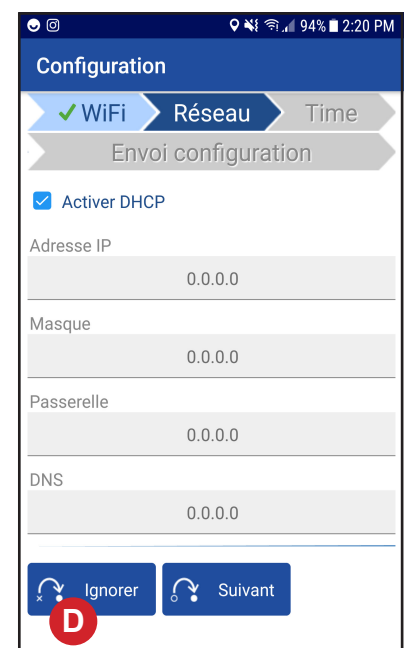 94% 2:20 PM
Configuration
WiFi Réseau Time
Envoi configuration
Activer DHCP
Adresse IP
0.0.0.0
Masque
0.0.0.0
Passerelle
0.0.0.0
DNS
0.0.0.0
Ignorer Suivant
D